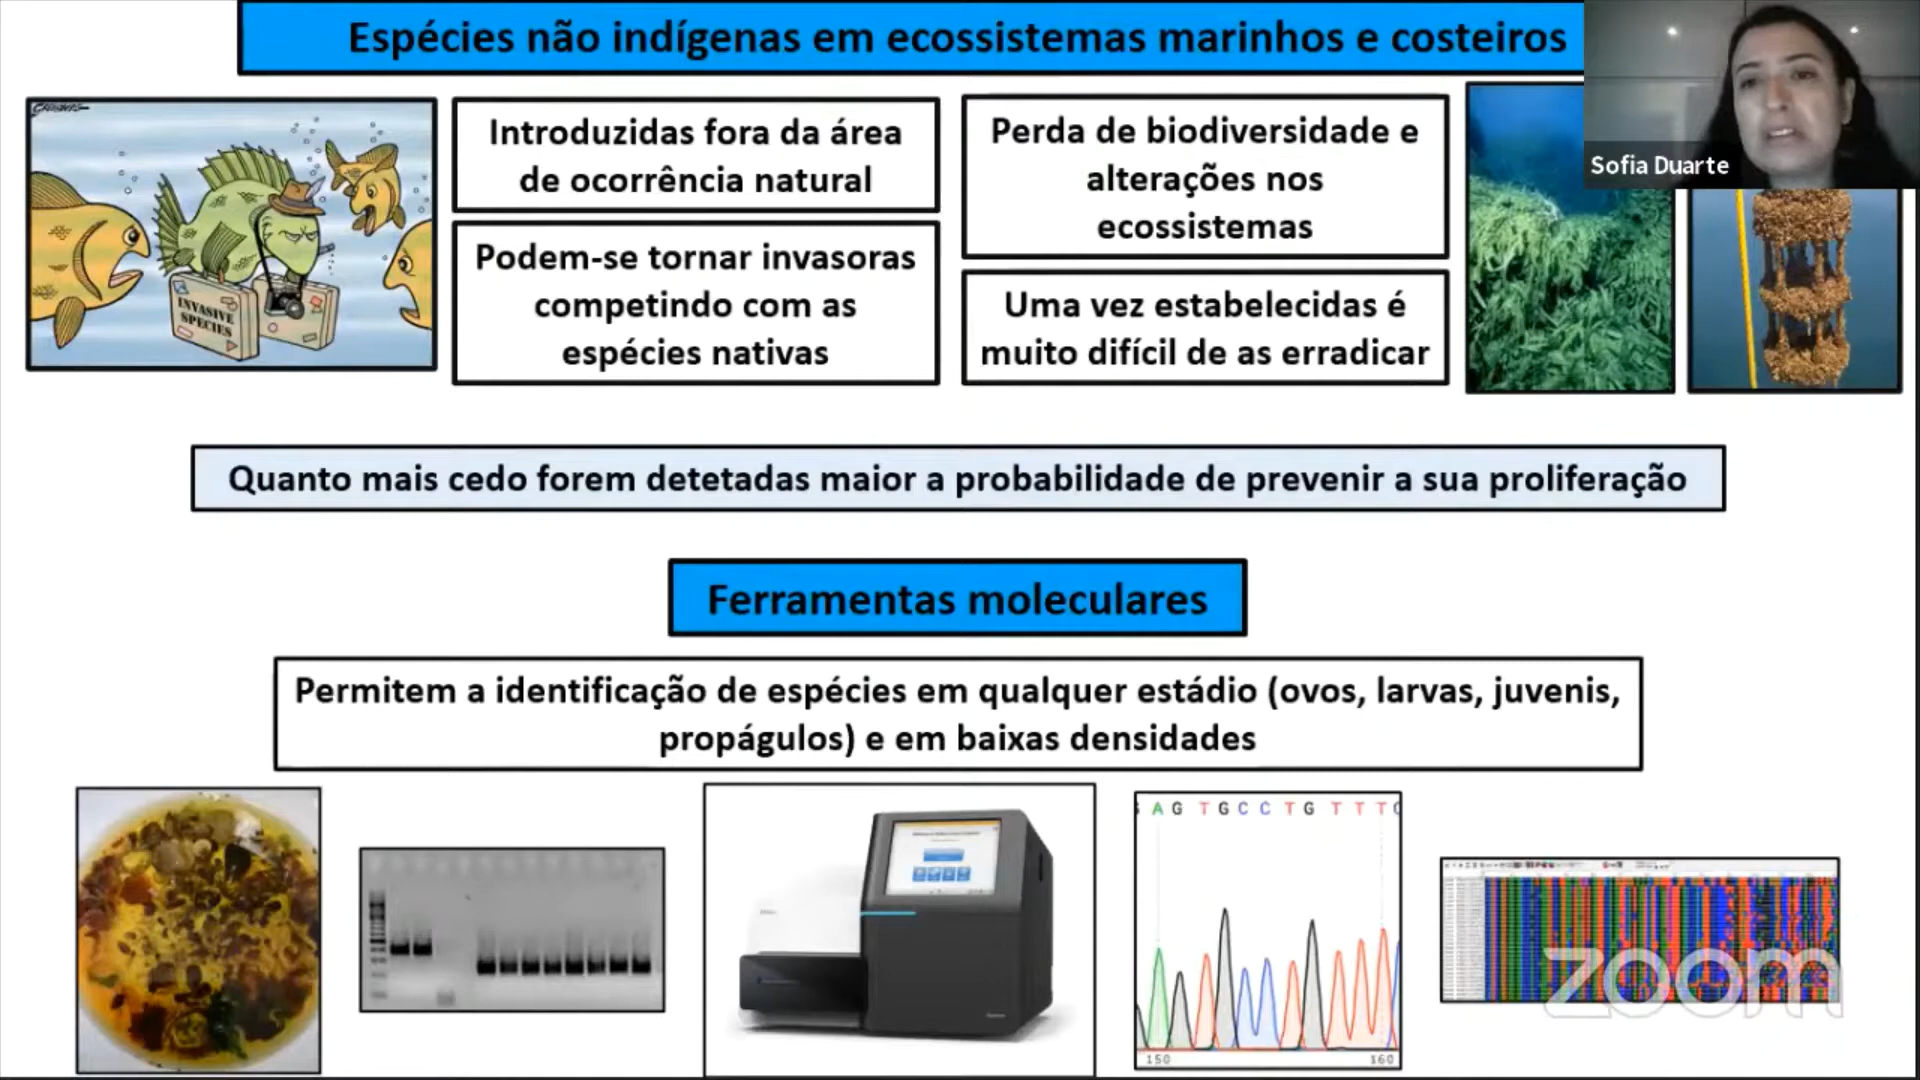 Espécies não indígenas em ecossistemas marinhos e costeiros
Sofia Duarte
INVASIVE
SPECIES
Introduzidas fora da área
de ocorrência natural
Podem-se tornar invasoras
competindo com as
espécies nativas
Perda de biodiversidade e
alterações nos
ecossistemas
Uma vez estabelecidas é
muito difícil de as erradicar
Quanto mais cedo forem detetadas maior a probabilidade de prevenir a sua proliferação
Ferramentas moleculares
Permitem a identificação de espécies em qualquer estádio (ovos, larvas, juvenis,
propágulos) e em baixas densidades
A G T G C C T G T T T C
150 160
zoom